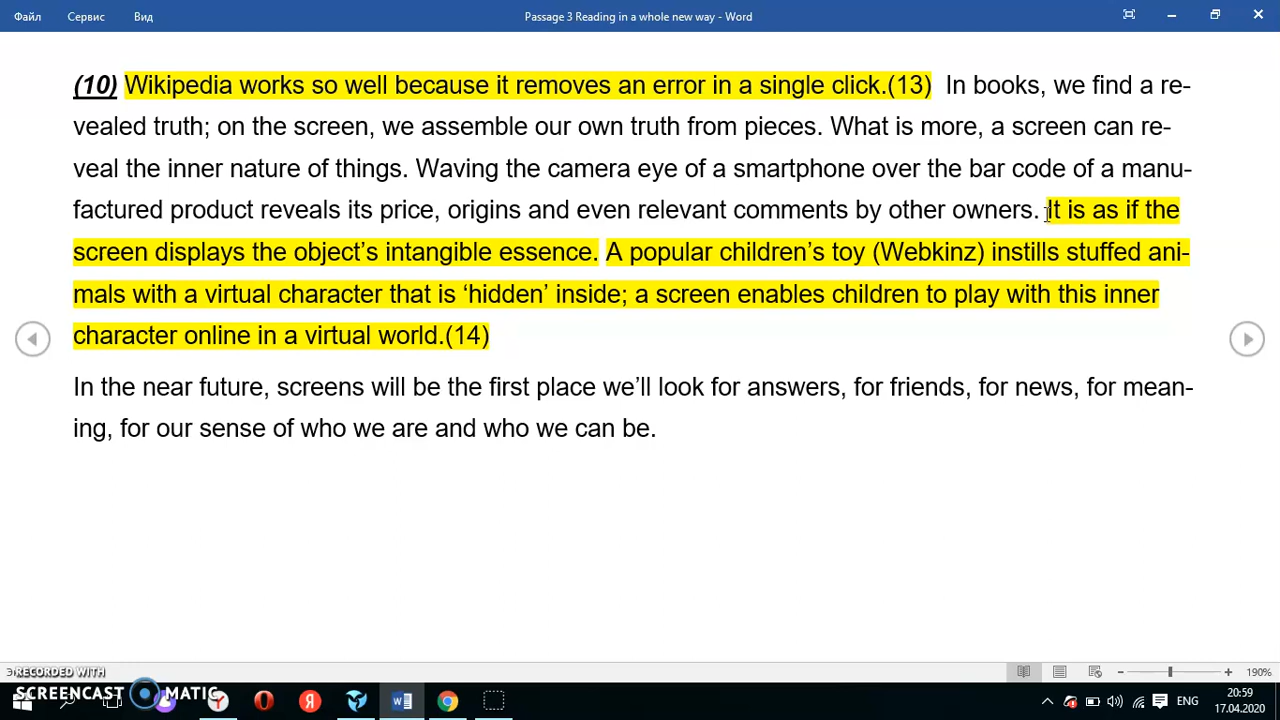 Файл Сервис Вид Passage 3 Reading in a whole new way - Word
(10) Wikipedia works so well because it removes an error in a single click.(13) In books, we find a re-
vealed truth; on the screen, we assemble our own truth from pieces. What is more, a screen can re-
veal the inner nature of things. Waving the camera eye of a smartphone over the bar code of a manu-
factured product reveals its price, origins and even relevant comments by other owners. It is as if the
screen displays the object’s intangible essence. A popular children’s toy (Webkinz) instills stuffed ani-
mals with a virtual character that is ‘hidden’ inside; a screen enables children to play with this inner
character online in a virtual world.(14)
In the near future, screens will be the first place we’ll look for answers, for friends, for news, for mean-
ing, for our sense of who we are and who we can be.
190%
RECORDED WITH
SCREENCAST MATIC
ENG
20:59
17.04.2020